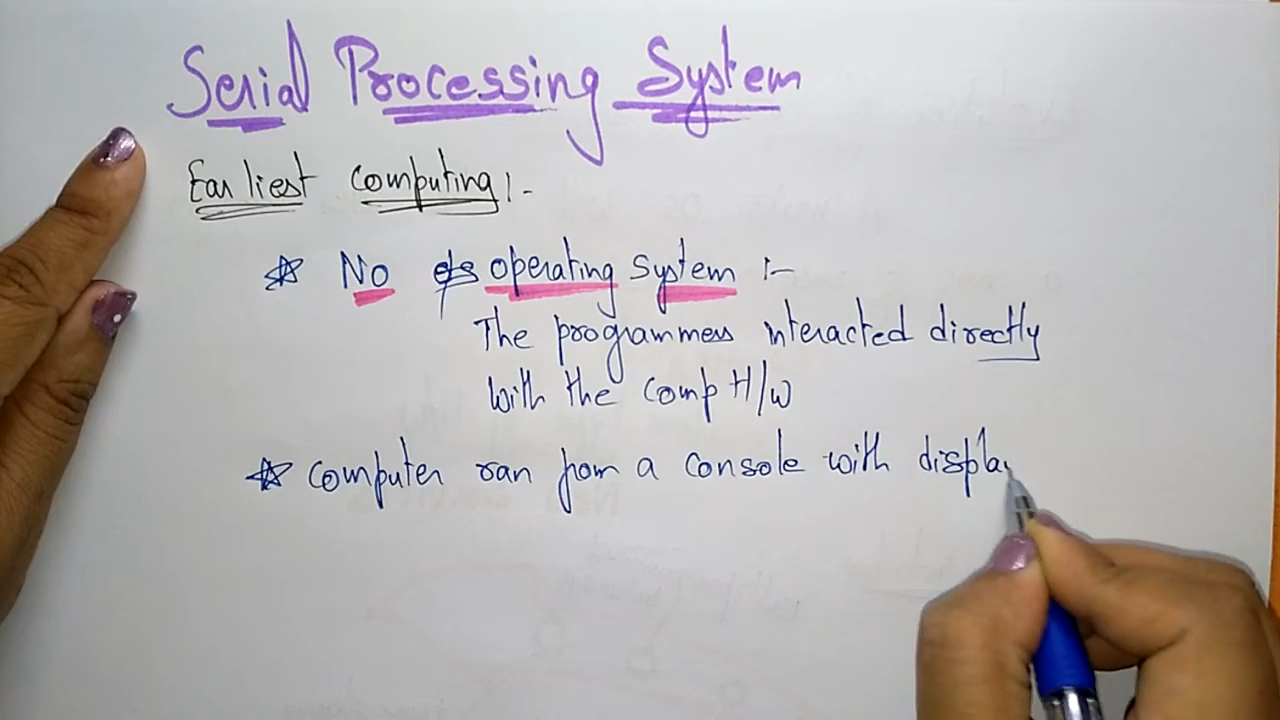 Serial Processing System
Earliest computing :-
☆ No operating system :-
The programmers interacted directly
with the comp H/w
☆ computer ran from a console with display